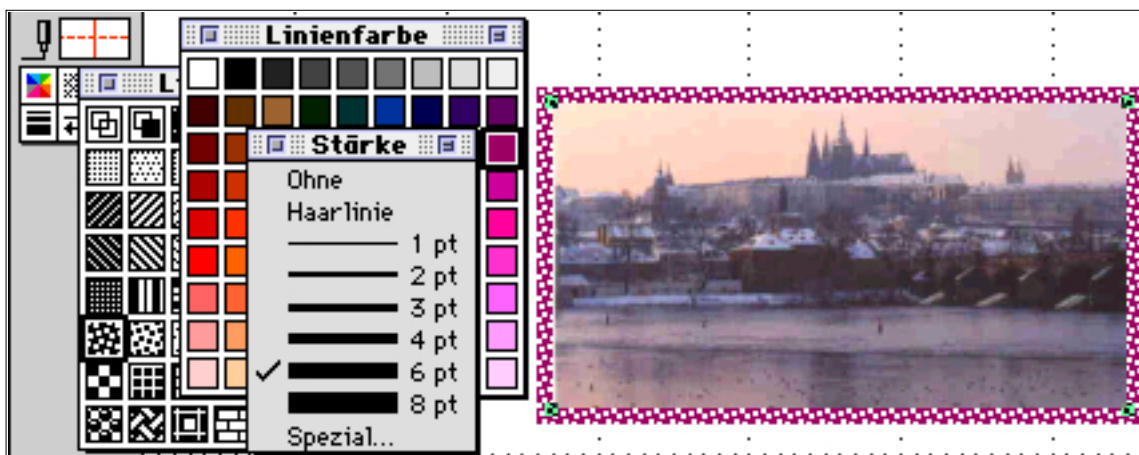 Linienfarbe
L
Stärke
Ohne
Haarlinie
1 pt
2 pt
3 pt
4 pt
6 pt
8 pt
Spezial...